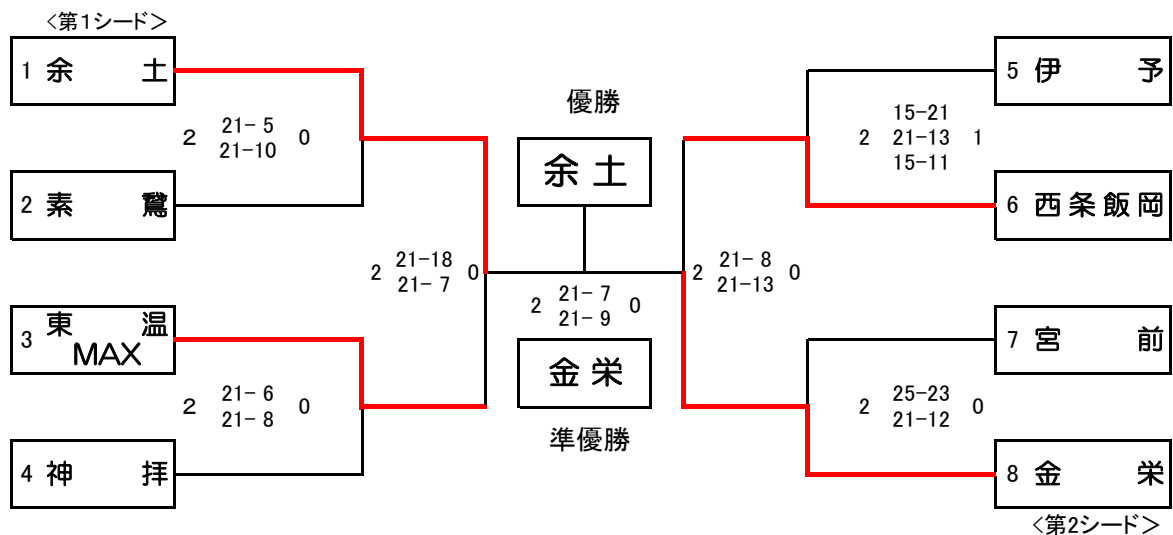 <第１シード>
1 余土
2 21-5 0
21-10
2 素鵞
2 21-18 0
21-7
3 東温
MAX
2 21-6 0
21-8
4 神拝
優勝
余土
2 21-7 0
21-9
金栄
準優勝
5 伊予
15-21
2 21-13 1
15-11
6 西条飯岡
2 21-8 0
21-13
7 宮前
2 25-23 0
21-12
8 金栄
<第2シード>